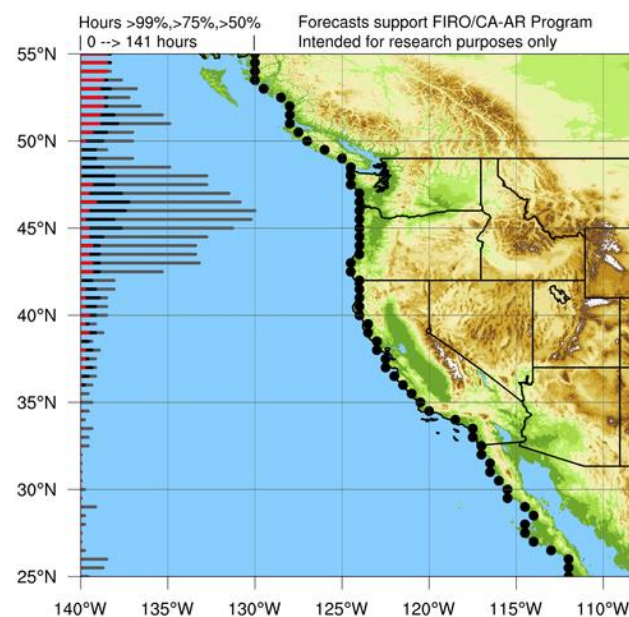 Hours >99%,>75%,>50%
| 0 --> 141 hours |
Forecasts support FIRO/CA-AR Program
Intended for research purposes only
55°N
50°N
45°N
40°N
35°N
30°N
25°N
140°W 135°W 130°W 125°W 120°W 115°W 110°W